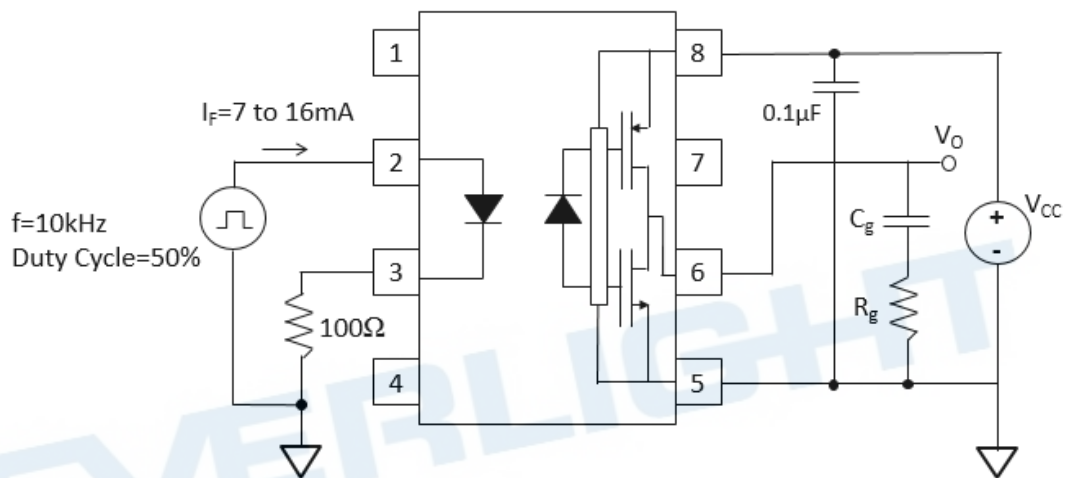 1
8
I_F=7 to 16mA
0.1μF
V_O
2
7
V_CC
+
f=10kHz
C_g
-
Duty Cycle=50%
3
6
R_g
100Ω
4
5
EVERLIGHT